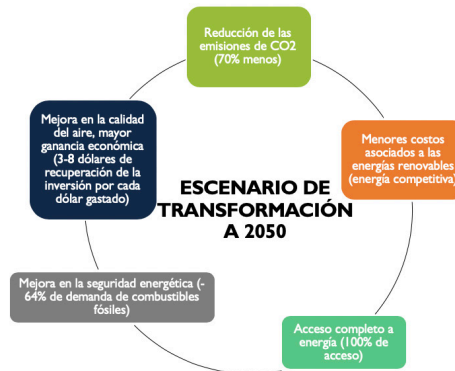 Reducción de las
emisiones de CO2
(70% menos)
Menores costos
asociados a las
energías renovables
(energía competitiva)
Acceso completo a
energía (100% de
acceso)
Mejora en la seguridad energética (-
64% de demanda de combustibles
fósiles)
Mejora en la calidad
del aire, mayor
ganancia económica
(3-8 dólares de
recuperación de la
inversión por cada
dólar gastado)
ESCENARIO DE
TRANSFORMACIÓN
A 2050